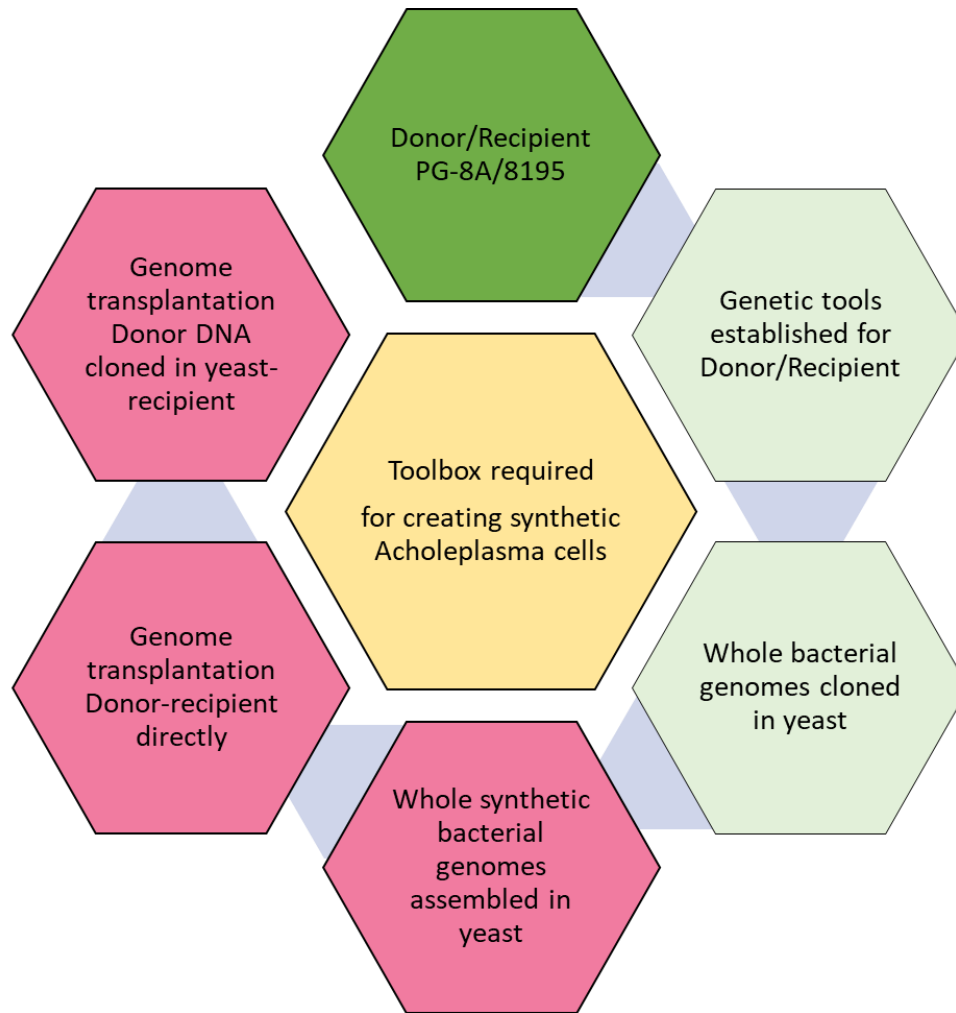 Donor/Recipient
PG-8A/8195
Genetic tools
established for
Donor/Recipient
Whole bacterial
genomes cloned
in yeast
Whole synthetic
bacterial
genomes
assembled in
yeast
Genome
transplantation
Donor-recipient
directly
Genome
transplantation
Donor DNA
cloned in yeast-
recipient
Toolbox required
for creating synthetic
Acholeplasma cells